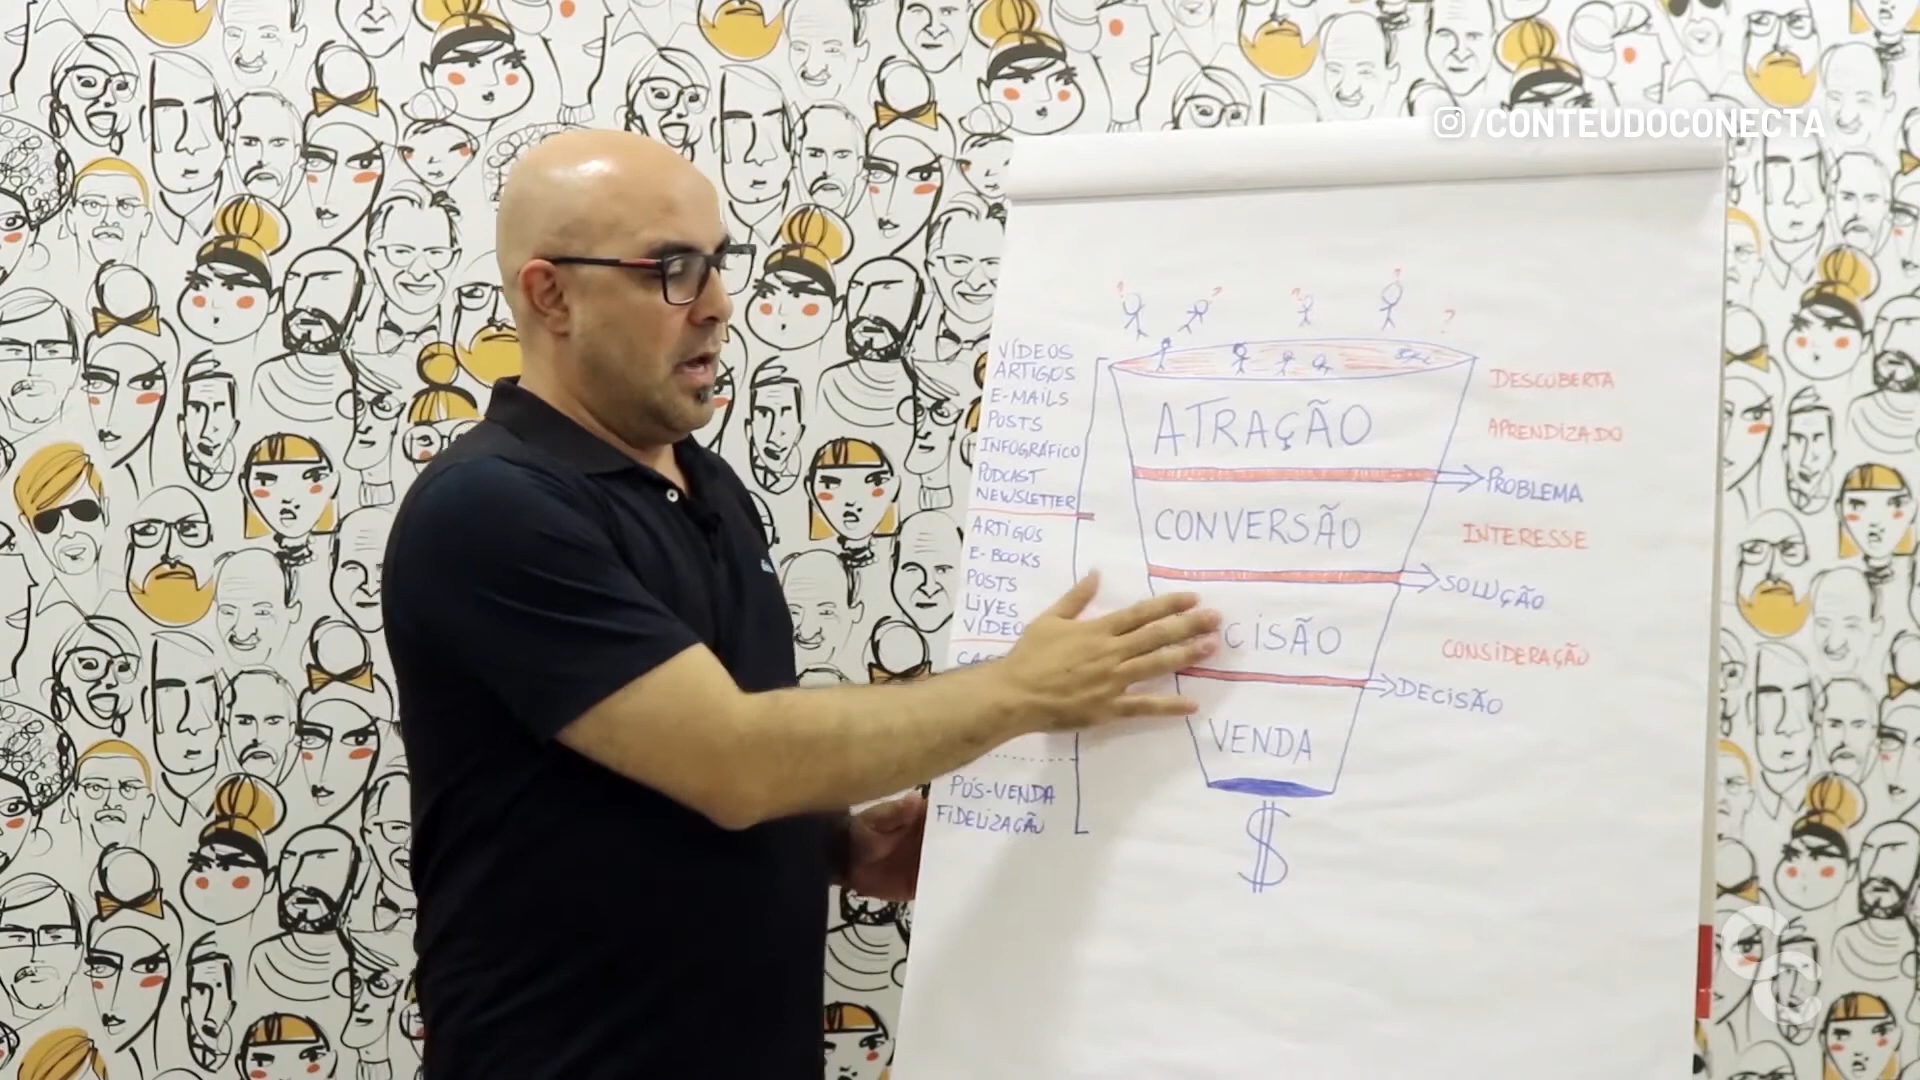 /CONTEUDOCONECTA
VÍDEOS
ARTIGOS
E-MAILS
POSTS
INFOGRÁFICO
PODCAST
NEWSLETTER
ARTIGOS
E-BOOKS
POSTS
LIVES
PÓS-VENDA
FIDELIZAÇÃO
ATRAÇÃO
CONVERSÃO
VENDA
$
DESCOBERTA
APRENDIZADO
PROBLEMA
INTERESSE
SOLUÇÃO
CONSIDERAÇÃO
DECISÃO